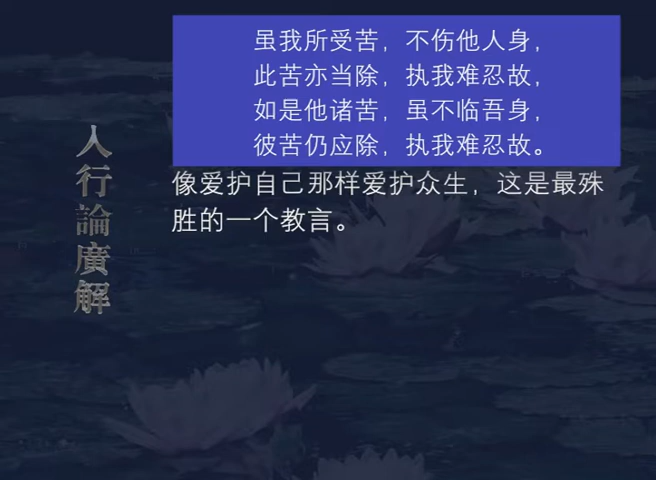 虽我所受苦，不伤他人身，
此苦亦当除，执我难忍故，
如是他诸苦，虽不临吾身，
彼苦仍应除，执我难忍故。
像爱护自己那样爱护众生，这是最殊
胜的一个教言。
入行論廣解